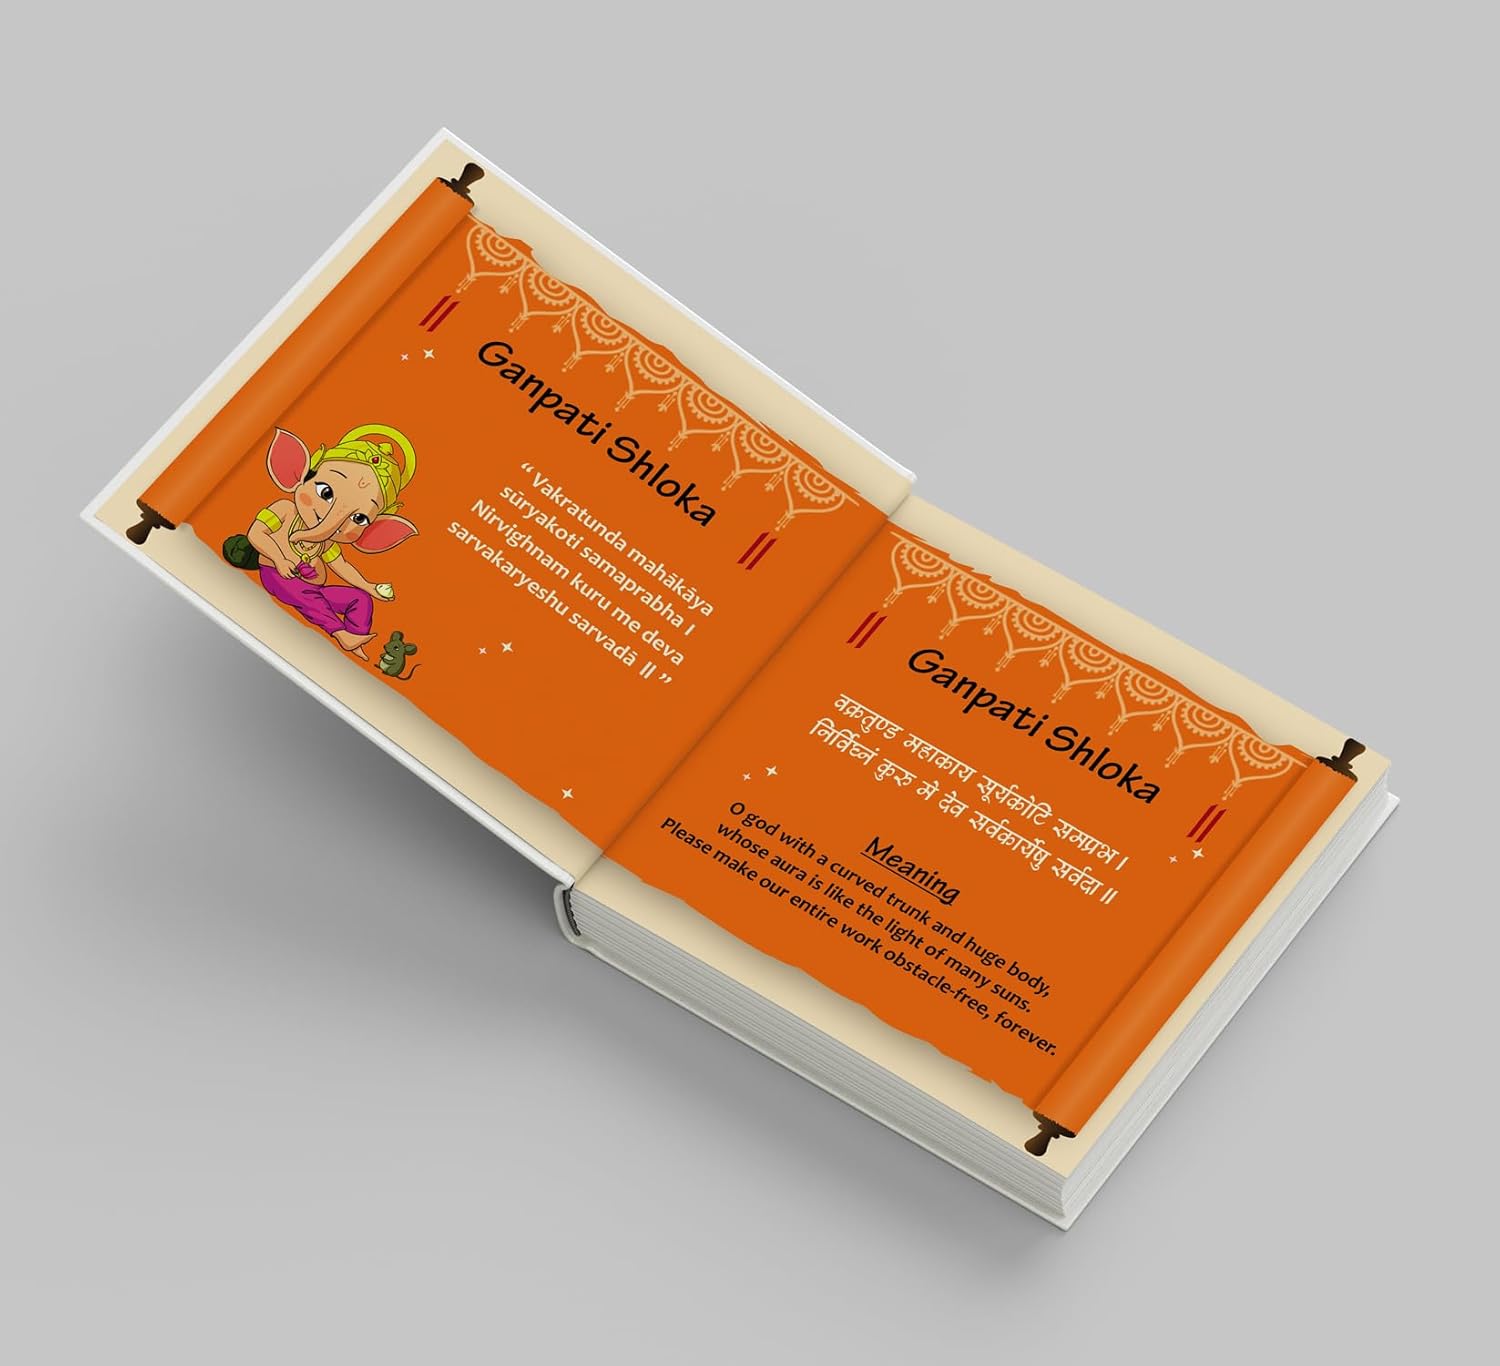 ॥ Ganpati Shloka ॥
“ Vakratunda mahākāya
sūryakoti samaprabha ।
Nirvighnam kuru me deva
sarvakaryeshu sarvadā ॥ ”
॥ Ganpati Shloka ॥
वक्रतुण्ड महाकाय सूर्यकोटि समप्रभ ।
निर्विघ्नं कुरु मे देव सर्वकार्येषु सर्वदा ॥
Meaning
O god with a curved trunk and huge body,
whose aura is like the light of many suns.
Please make our entire work obstacle-free, forever.